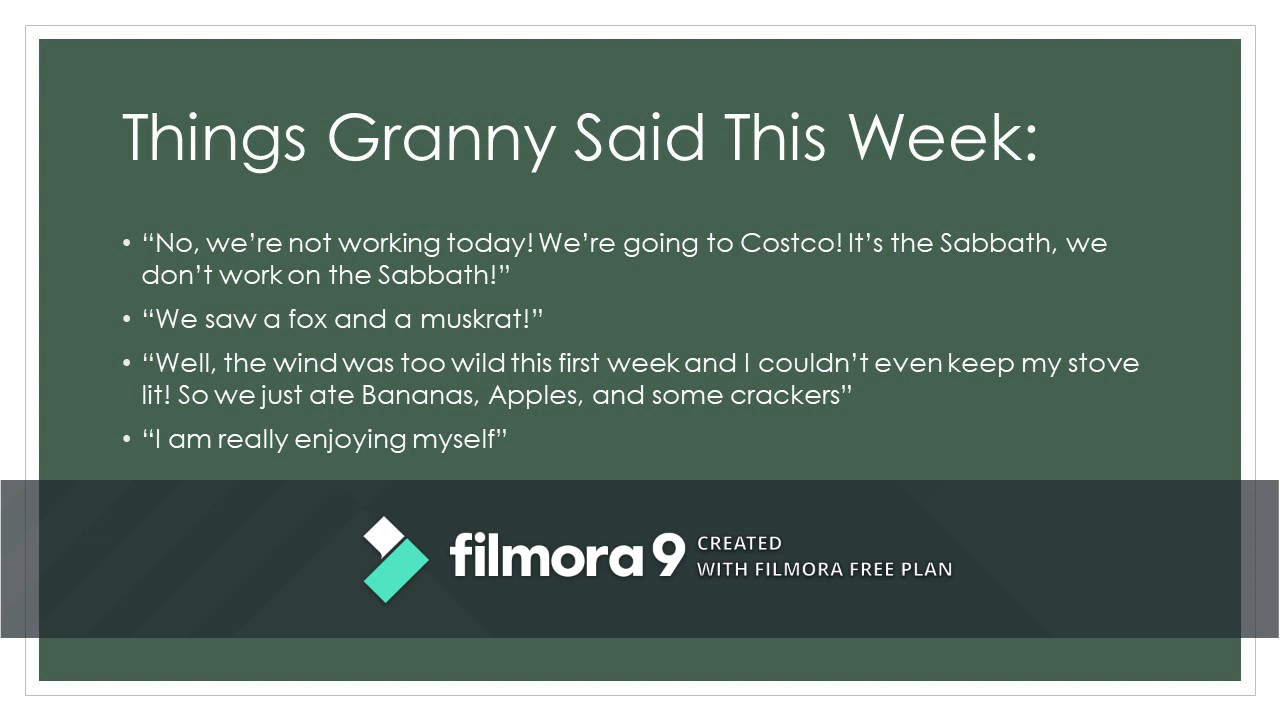 Things Granny Said This Week:
• “No, we’re not working today! We’re going to Costco! It’s the Sabbath, we
don’t work on the Sabbath!”
• “We saw a fox and a muskrat!”
• “Well, the wind was too wild this first week and I couldn’t even keep my stove
lit! So we just ate Bananas, Apples, and some crackers”
• “I am really enjoying myself”
filmora 9
CREATED
WITH FILMORA FREE PLAN